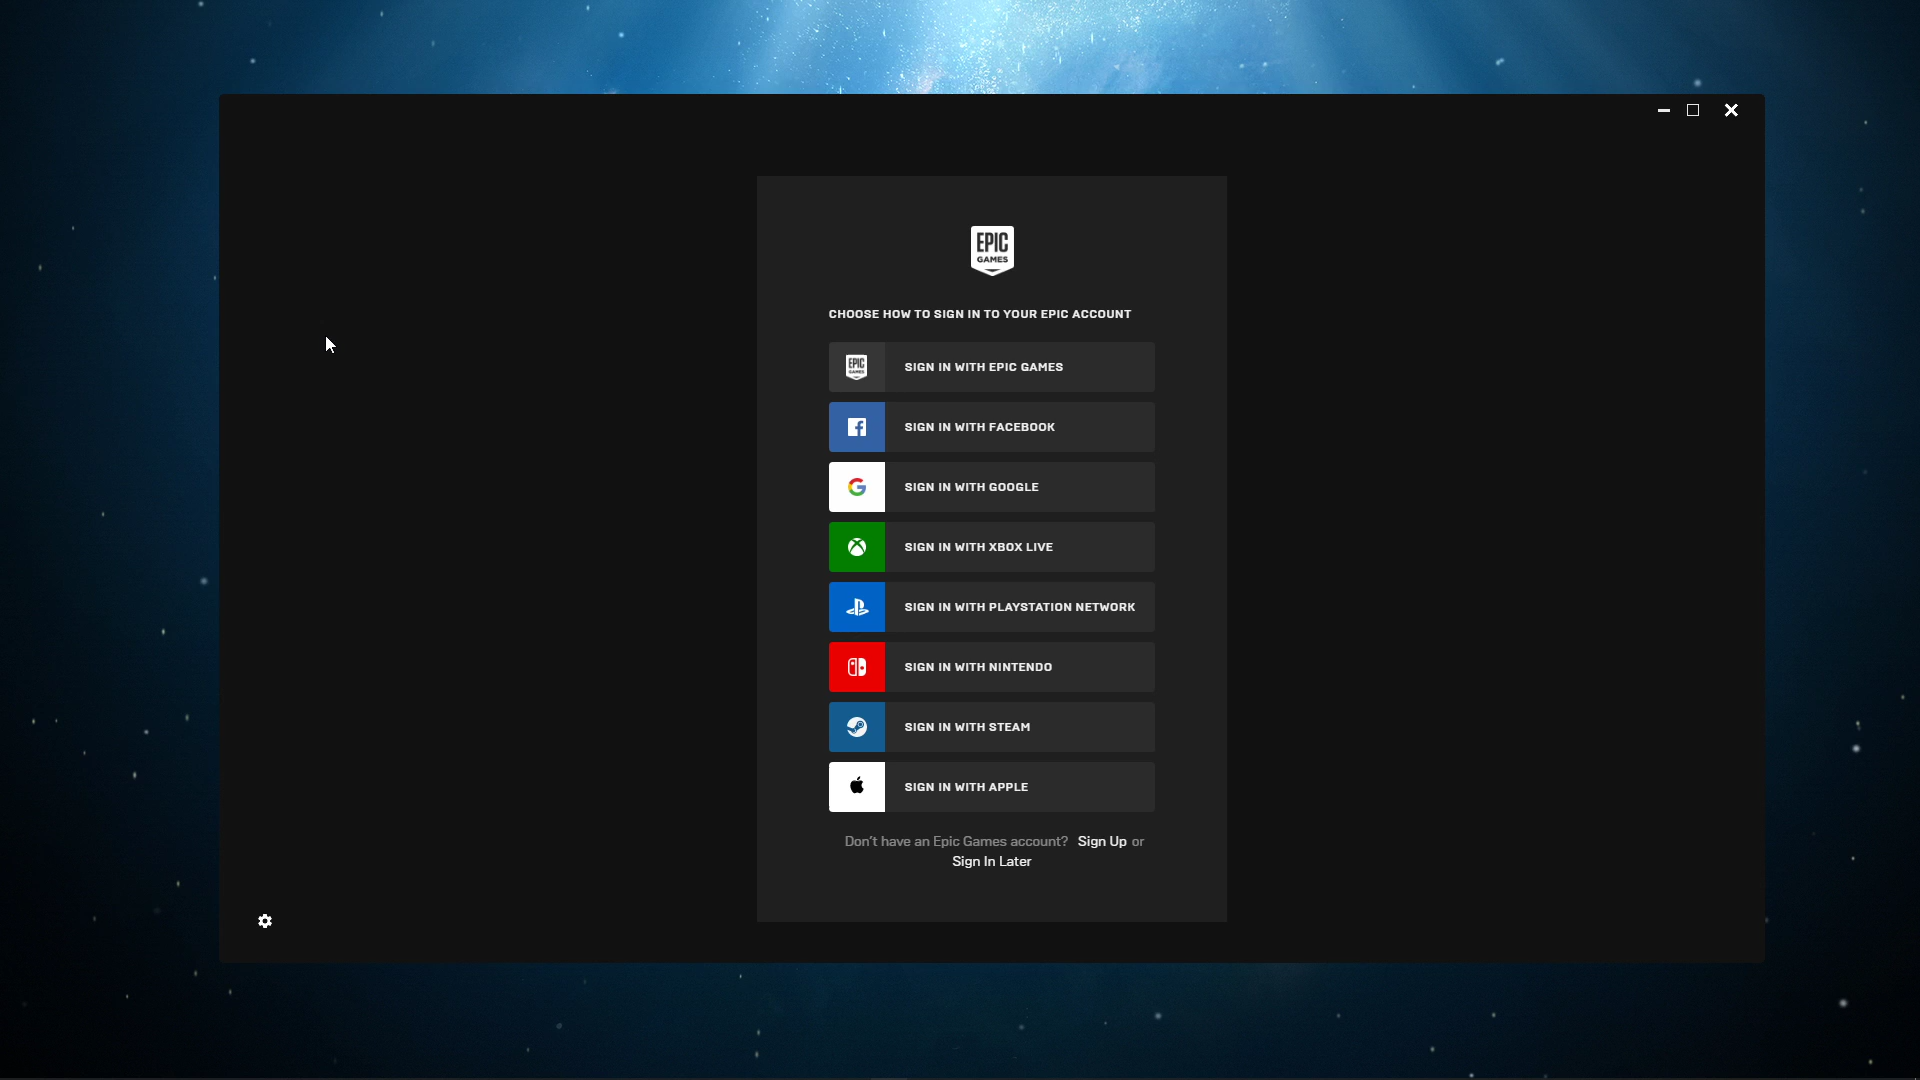 EPIC
GAMES
CHOOSE HOW TO SIGN IN TO YOUR EPIC ACCOUNT
EPIC
GAMES
SIGN IN WITH EPIC GAMES
SIGN IN WITH FACEBOOK
SIGN IN WITH GOOGLE
SIGN IN WITH XBOX LIVE
SIGN IN WITH PLAYSTATION NETWORK
SIGN IN WITH NINTENDO
SIGN IN WITH STEAM
SIGN IN WITH APPLE
Don't have an Epic Games account? Sign Up or
Sign In Later